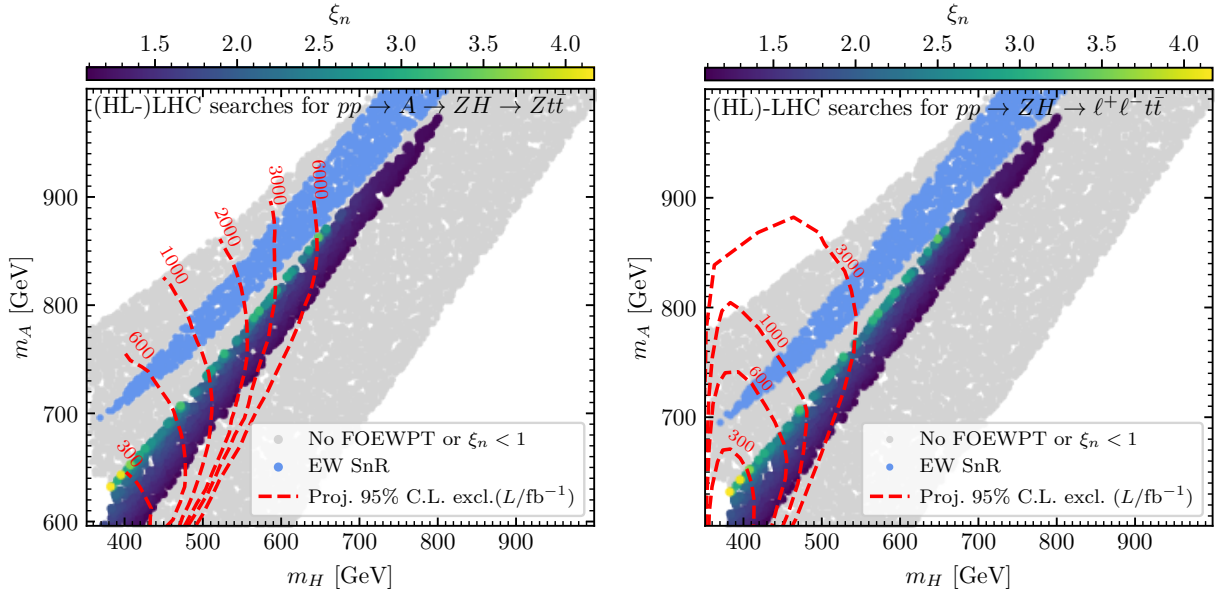 ξₙ
1.5 2.0 2.5 3.0 3.5 4.0
(HL-)LHC searches for pp → A → ZH → Ztt̄
900
800
700
600
m_A [GeV]
300
600
1000
2000
3000
6000
No FOEWPT or ξₙ < 1
EW SnR
Proj. 95% C.L. excl.(L/fb⁻¹)
400 500 600 700 800 900
m_H [GeV]
ξₙ
1.5 2.0 2.5 3.0 3.5 4.0
(HL)-LHC searches for pp → ZH → ℓ⁺ℓ⁻tt̄
900
800
700
m_A [GeV]
300
600
1000
3000
No FOEWPT or ξₙ < 1
EW SnR
Proj. 95% C.L. excl.(L/fb⁻¹)
400 500 600 700 800 900
m_H [GeV]